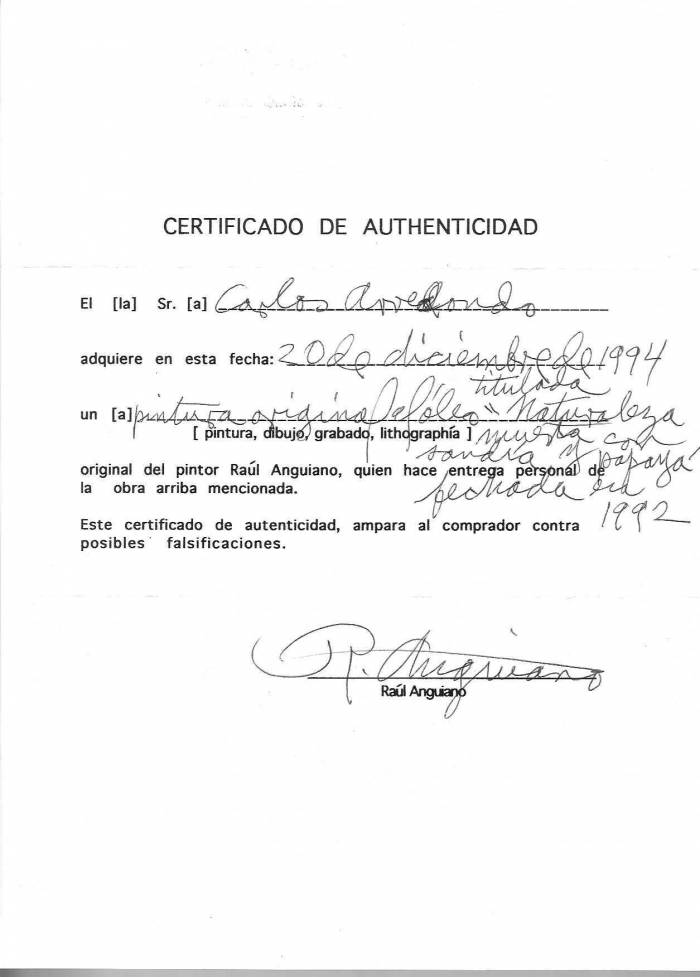 CERTIFICADO DE AUTHENTICIDAD
El [la] Sr. [a] Carlos Arredondo
adquiere en esta fecha: 20 de diciembre de 1994
un [a] pintura original al óleo titulada "Naturaleza
[ pintura, dibujo, grabado, lithographía ] muerta con
sandía y papaya"
original del pintor Raúl Anguiano, quien hace entrega personal de
fechada en
la obra arriba mencionada.
1992
Este certificado de autenticidad, ampara al comprador contra
posibles falsificaciones.
R. Anguiano
Raúl Anguiano